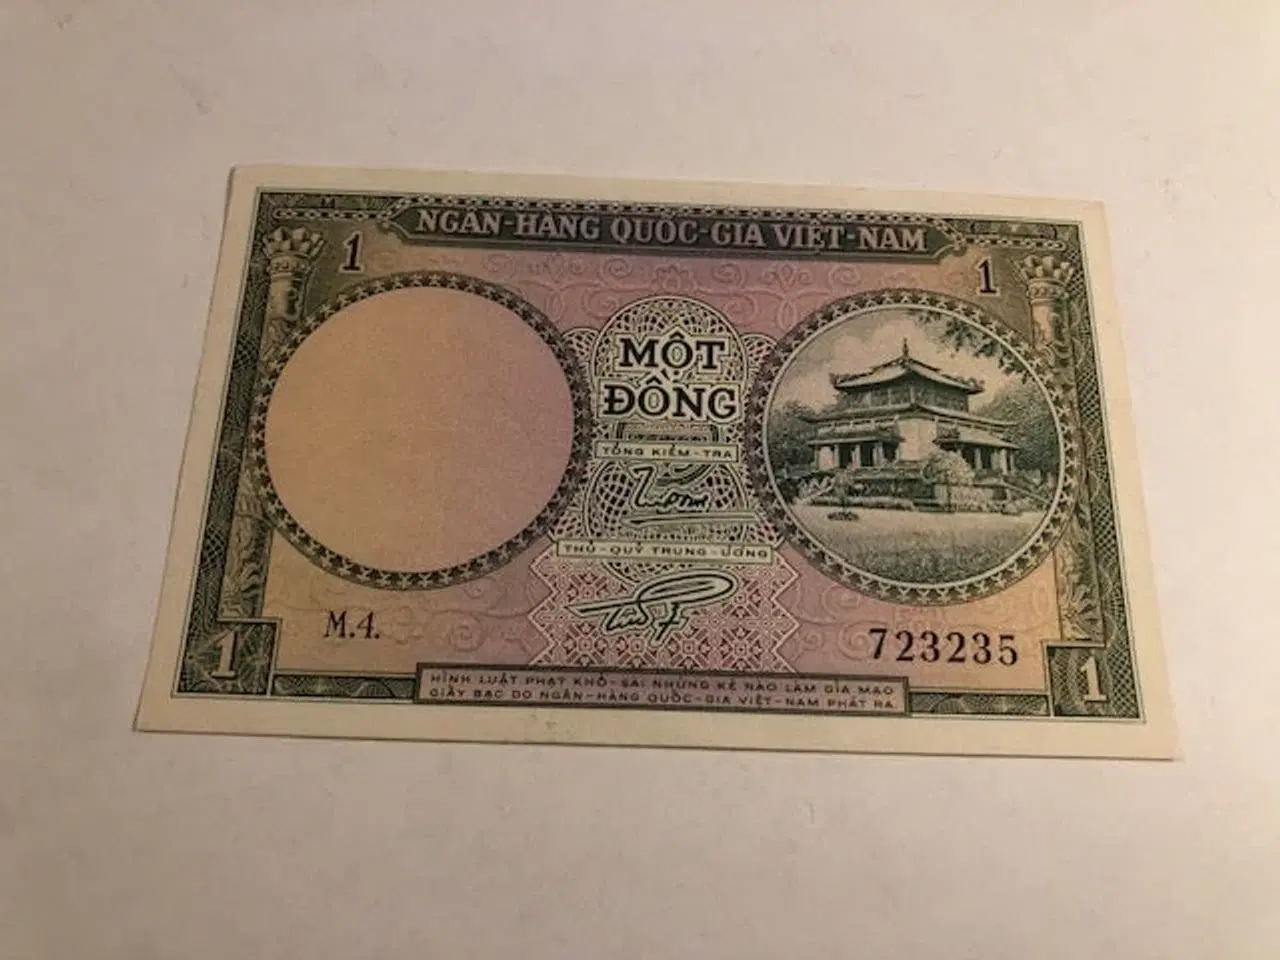 NGÂN-HÀNG QUỐC-GIA VIỆT-NAM
1
1
MỘT
ĐỒNG
TỔNG KIỂM-TRA
THỦ-QUỸ TRUNG-ƯƠNG
M.4.
723235
1
1
HÌNH LUẬT PHẠT KHỔ-SAI NHỮNG KẺ NÀO LÀM GIẢ MẠO
GIẤY BẠC DO NGÂN-HÀNG QUỐC-GIA VIỆT-NAM PHÁT RA.